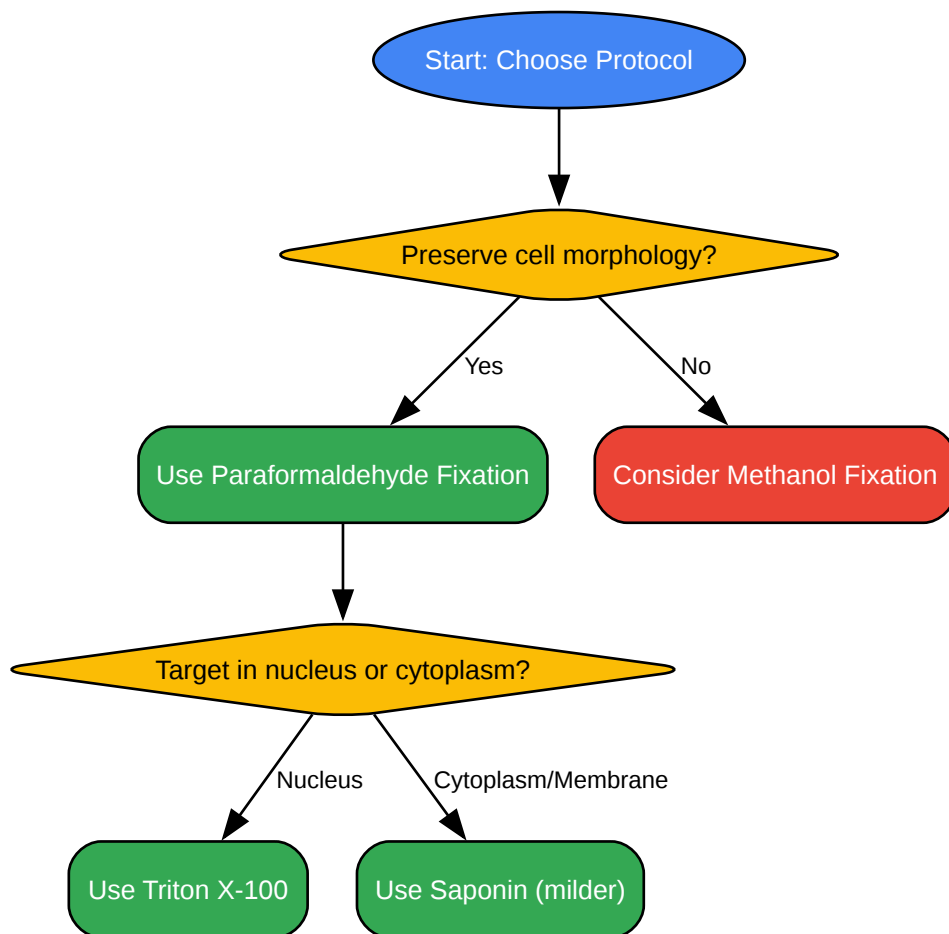 Start: Choose Protocol
Preserve cell morphology?
Yes
No
Use Paraformaldehyde Fixation
Consider Methanol Fixation
Target in nucleus or cytoplasm?
Nucleus
Cytoplasm/Membrane
Use Triton X-100
Use Saponin (milder)